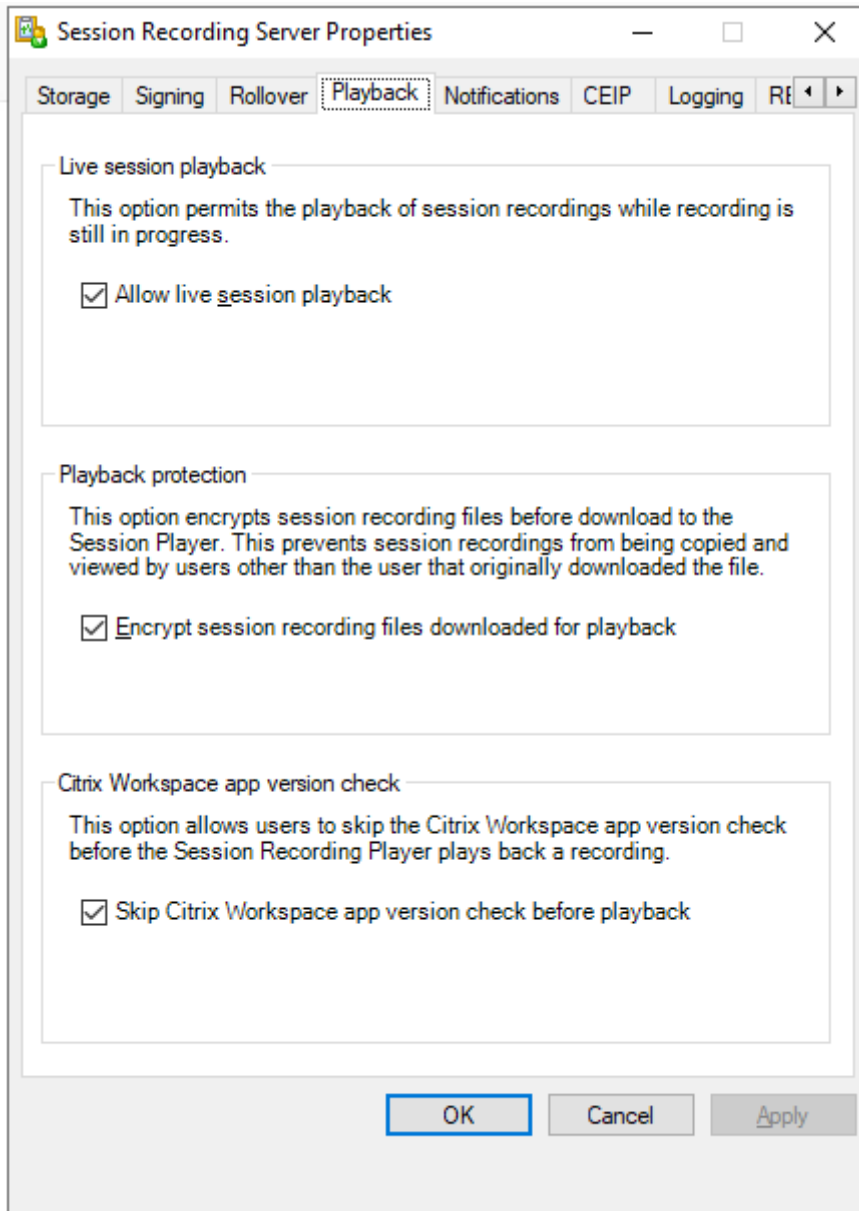 Session Recording Server Properties
Storage Signing Rollover Playback Notifications CEIP Logging
Live session playback
This option permits the playback of session recordings while recording is
still in progress.
Allow live session playback
Playback protection
This option encrypts session recording files before download to the
Session Player. This prevents session recordings from being copied and
viewed by users other than the user that originally downloaded the file.
Encrypt session recording files downloaded for playback
Citrix Workspace app version check
This option allows users to skip the Citrix Workspace app version check
before the Session Recording Player plays back a recording.
Skip Citrix Workspace app version check before playback
OK Cancel Apply